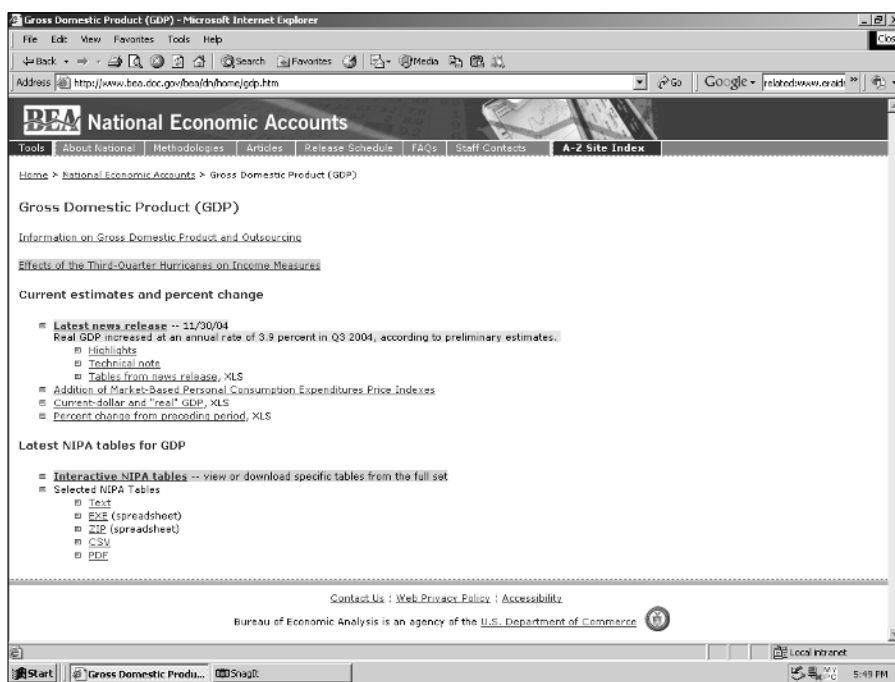 Gross Domestic Product (GDP) - Microsoft Internet Explorer
File Edit View Favorites Tools Help
Clos
Back Search Favorites Media
Address http://www.bea.doc.gov/bea/dn/home/gdp.htm Go Google related:www.eraid »
BEA National Economic Accounts
Tools About National Methodologies Articles Release Schedule FAQs Staff Contacts A-Z Site Index
Home > National Economic Accounts > Gross Domestic Product (GDP)
Gross Domestic Product (GDP)
Information on Gross Domestic Product and Outsourcing
Effects of the Third-Quarter Hurricanes on Income Measures
Current estimates and percent change
Latest news release -- 11/30/04
Real GDP increased at an annual rate of 3.9 percent in Q3 2004, according to preliminary estimates.
Highlights
Technical note
Tables from news release, XLS
Addition of Market-Based Personal Consumption Expenditures Price Indexes
Current-dollar and "real" GDP, XLS
Percent change from preceding period, XLS
Latest NIPA tables for GDP
Interactive NIPA tables -- view or download specific tables from the full set
Selected NIPA Tables
Text
EXE (spreadsheet)
ZIP (spreadsheet)
CSV
PDF
Contact Us | Web Privacy Policy | Accessibility
Bureau of Economic Analysis is an agency of the U.S. Department of Commerce
Local intranet
Start Gross Domestic Produ... SnagIt MY PC 5:49 PM